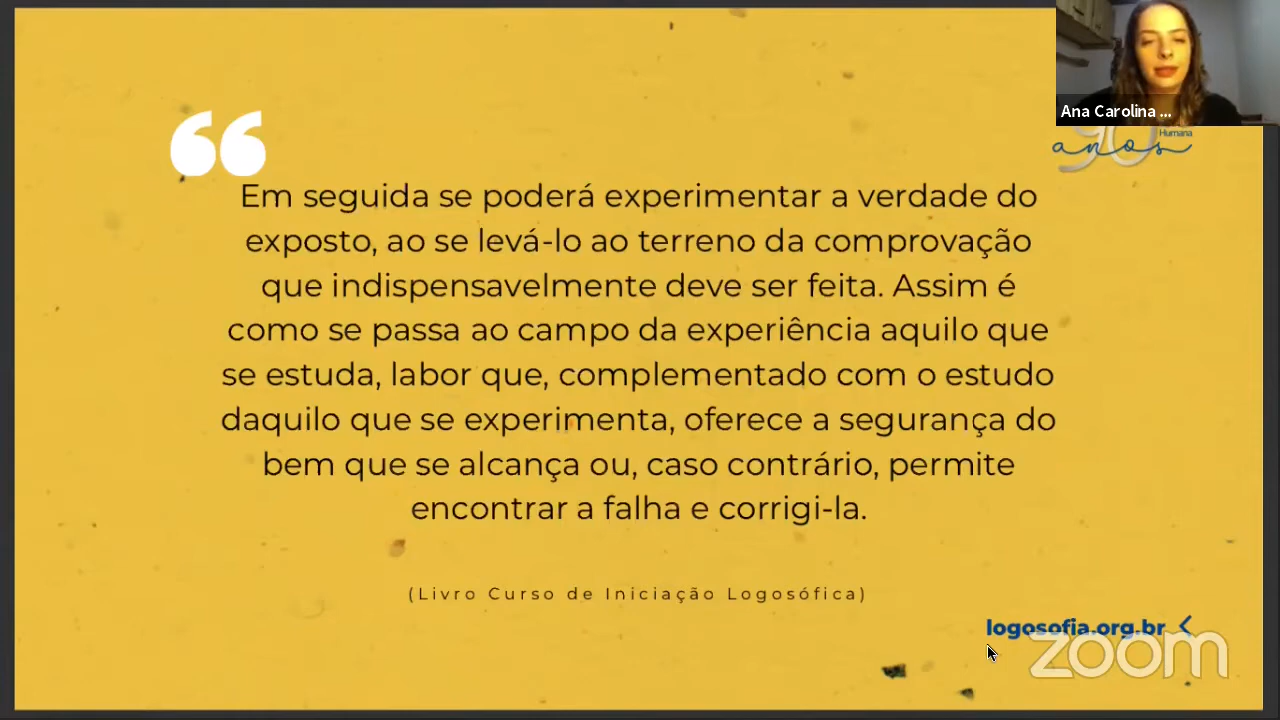 Ana Carolina ...
Humana
90
anos
Em seguida se poderá experimentar a verdade do
exposto, ao se levá-lo ao terreno da comprovação
que indispensavelmente deve ser feita. Assim é
como se passa ao campo da experiência aquilo que
se estuda, labor que, complementado com o estudo
daquilo que se experimenta, oferece a segurança do
bem que se alcança ou, caso contrário, permite
encontrar a falha e corrigi-la.
(Livro Curso de Iniciação Logosófica)
logosofia.org.br
zoom